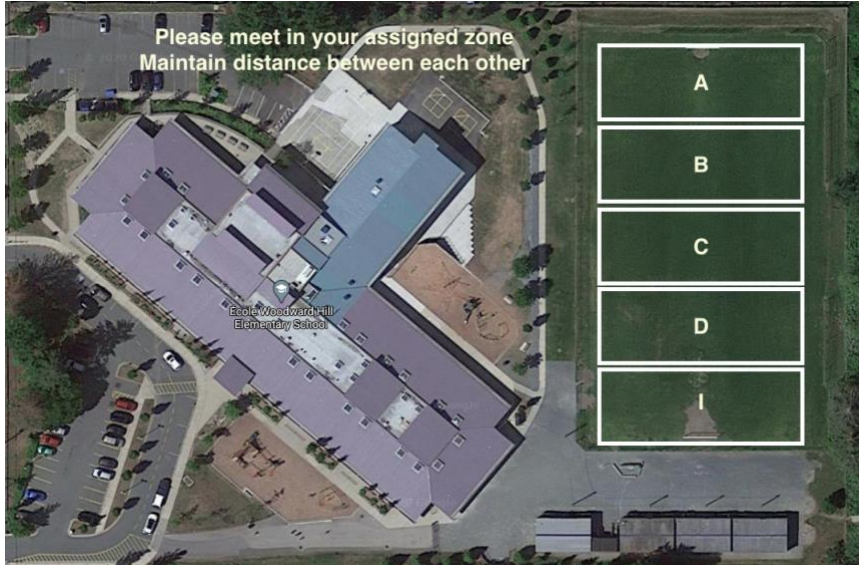 Please meet in your assigned zone
Maintain distance between each other
A
B
C
D
I
Ecole Woodward Hill
Elementary School